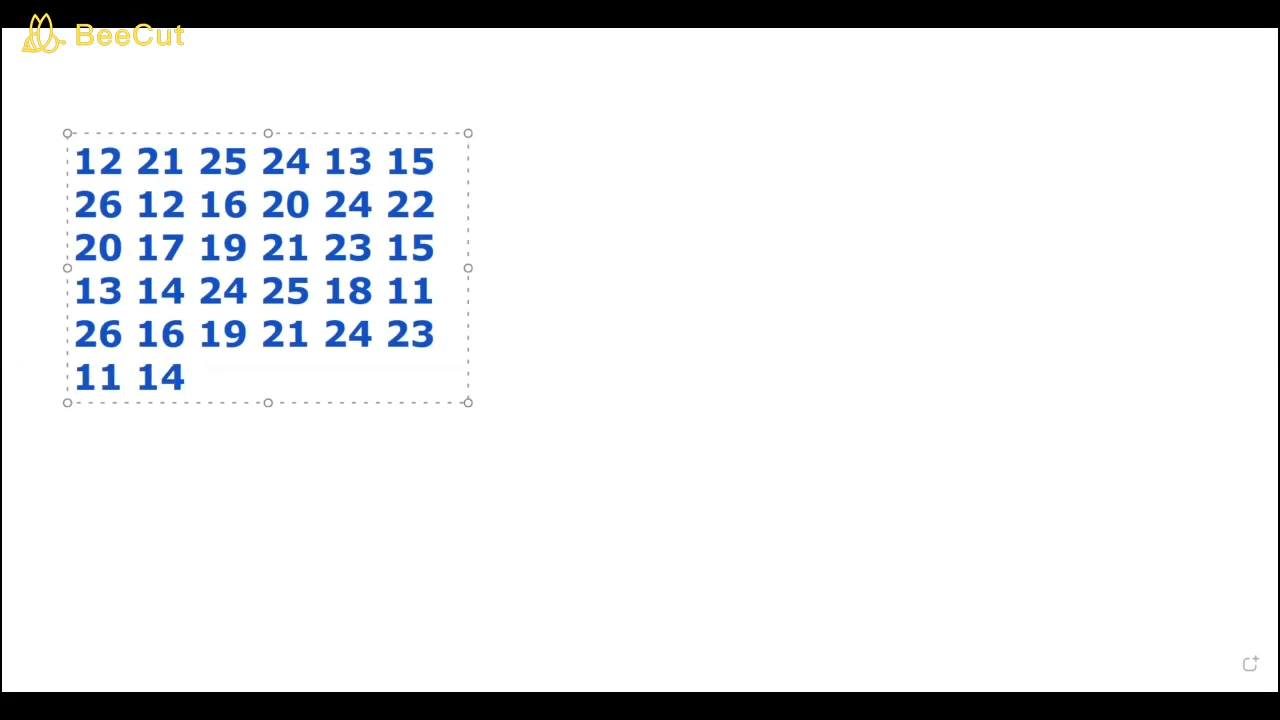 BeeCut
12 21 25 24 13 15
26 12 16 20 24 22
20 17 19 21 23 15
13 14 24 25 18 11
26 16 19 21 24 23
11 14